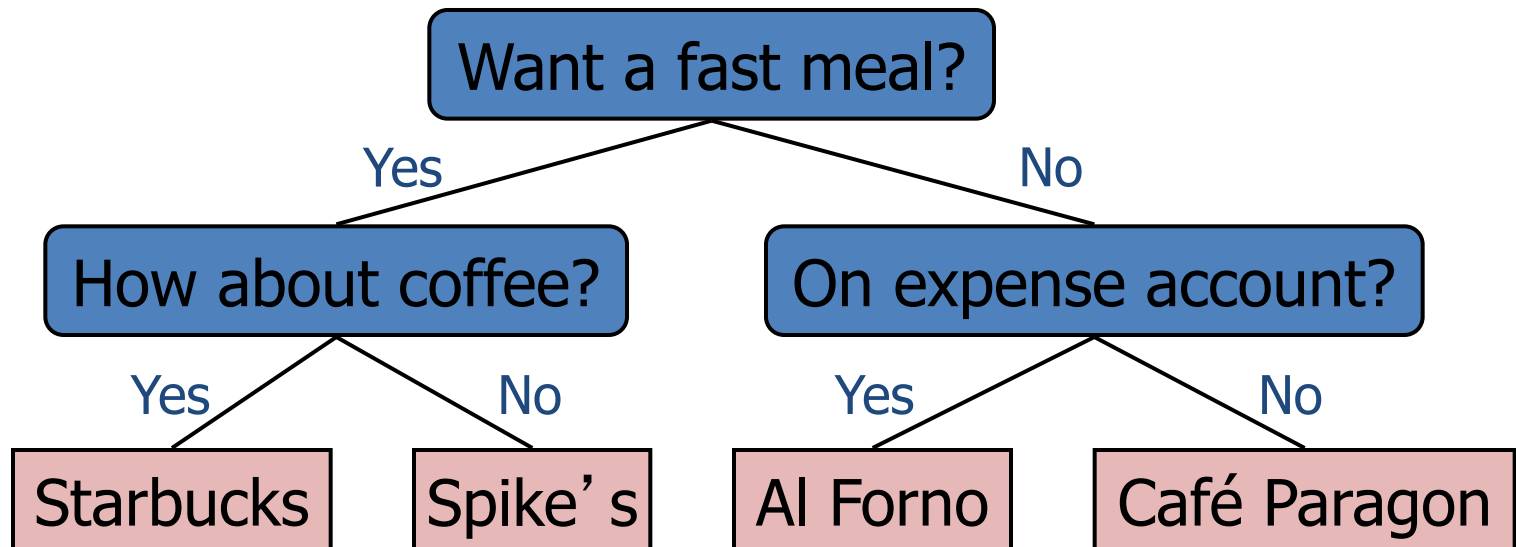 Want a fast meal?
Yes
No
How about coffee?
On expense account?
Yes
No
Yes
No
Starbucks
Spike’s
Al Forno
Café Paragon